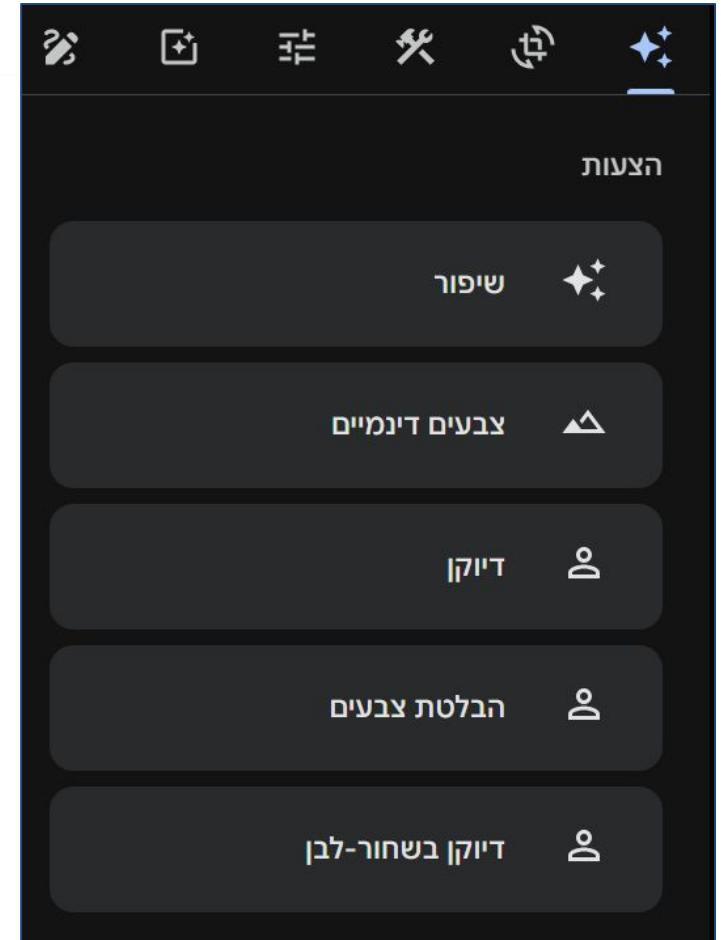 הצעות
שיפור
צבעים דינמיים
דיוקן
הבלטת צבעים
דיוקן בשחור-לבן